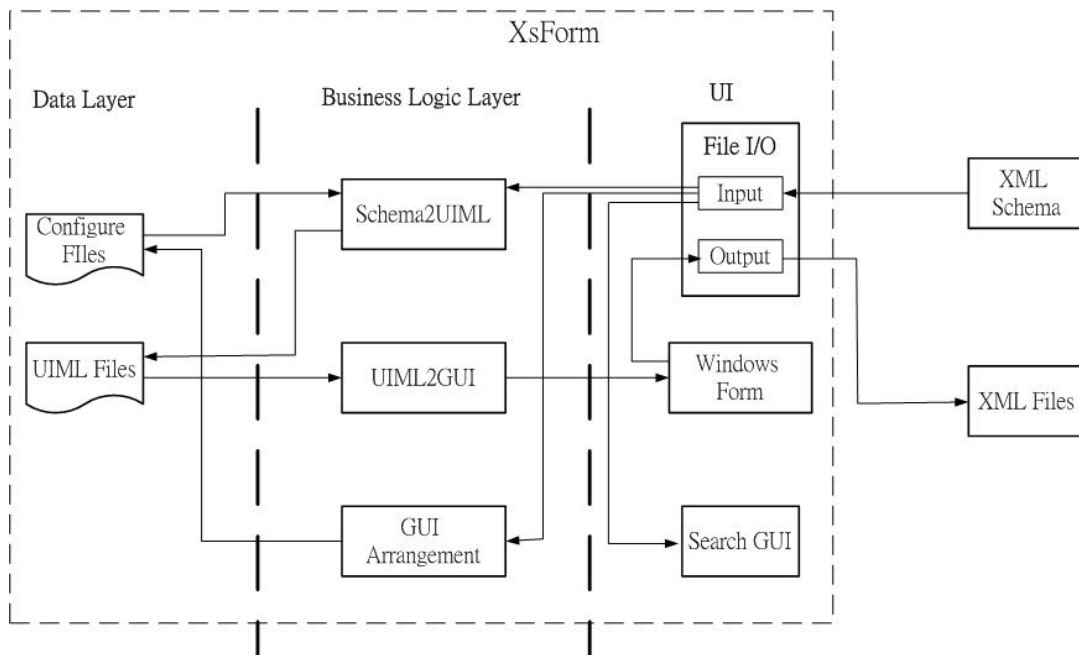 XsForm
Data Layer
Business Logic Layer
UI
File I/O
Input
Output
Schema2UIML
Configure
FIles
UIML Files
UIML2GUI
Windows
Form
GUI
Arrangement
Search GUI
XML
Schema
XML Files